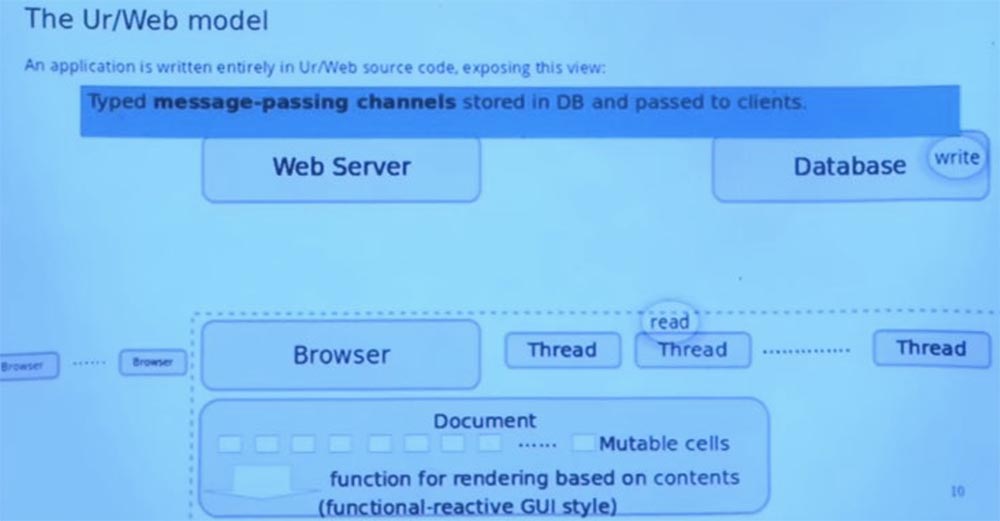 The Ur/Web model
An application is written entirely in Ur/Web source code, exposing this view:
Typed message-passing channels stored in DB and passed to clients.
Web Server
Database
write
read
Browser
Browser
Browser
Thread
Thread
Thread
Document
Mutable cells
function for rendering based on contents
(functional-reactive GUI style)
10